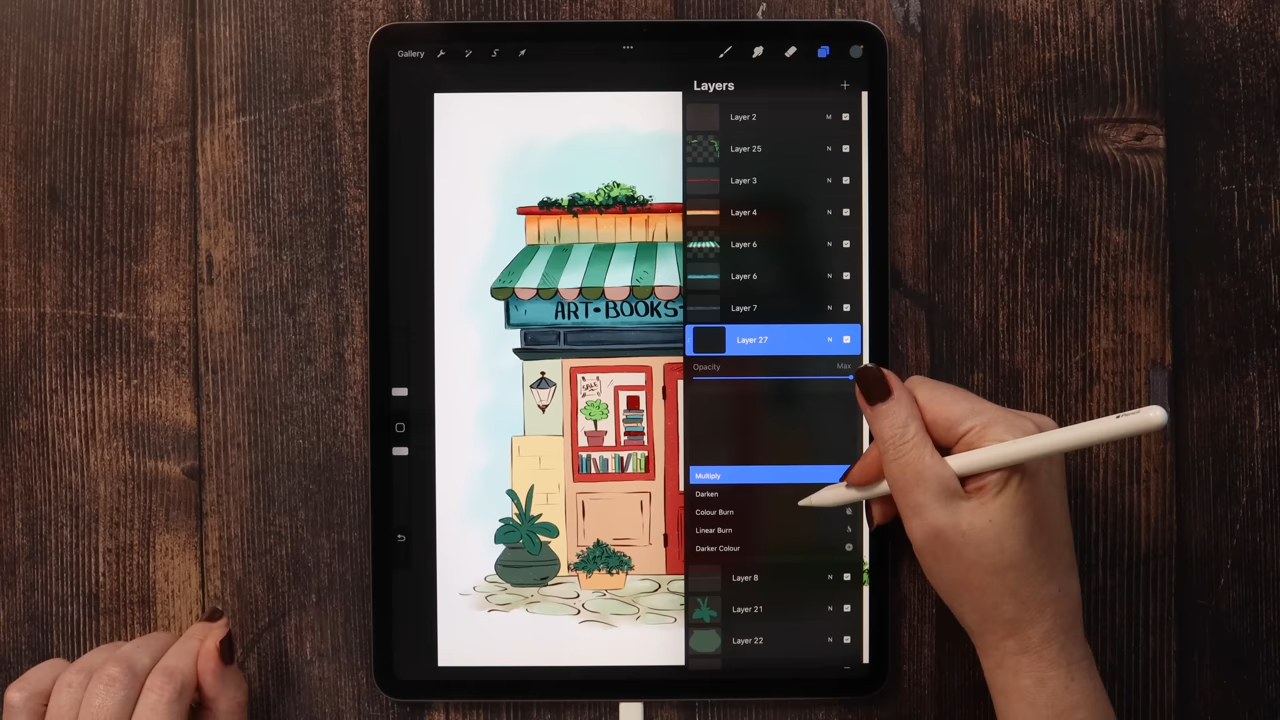 Gallery
Layers
Layer 2 M
Layer 25 N
Layer 3 N
Layer 4 N
Layer 6 N
Layer 6 N
Layer 7 N
Layer 27 N
Opacity Max
Multiply
Darken
Colour Burn
Linear Burn
Darker Colour
Layer 8 N
Layer 21 N
Layer 22 N
ART•BOOKS
SALE
Pencil